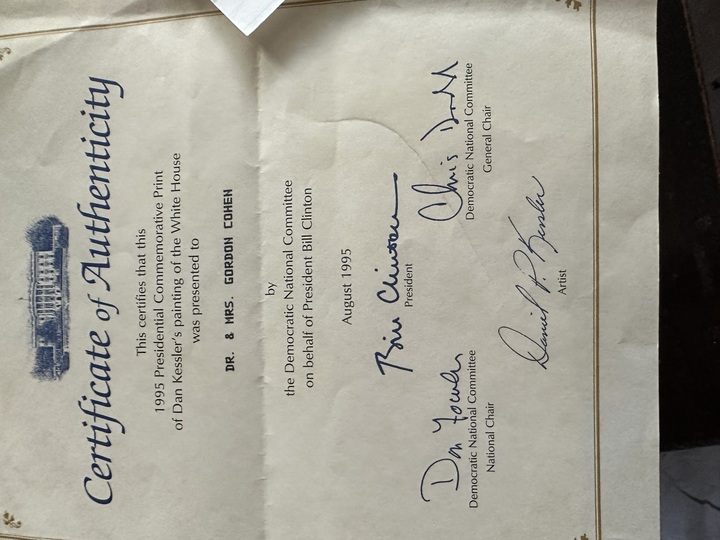 Certificate of Authenticity
This certifies that this
1995 Presidential Commemorative Print
of Dan Kessler's painting of the White House
was presented to
DR. & MRS. GORDON COHEN
by
the Democratic National Committee
on behalf of President Bill Clinton
August 1995
Bill Clinton
President
Don Fowler
Democratic National Committee
National Chair
Chris Dodd
Democratic National Committee
General Chair
Daniel P Kessler
Artist